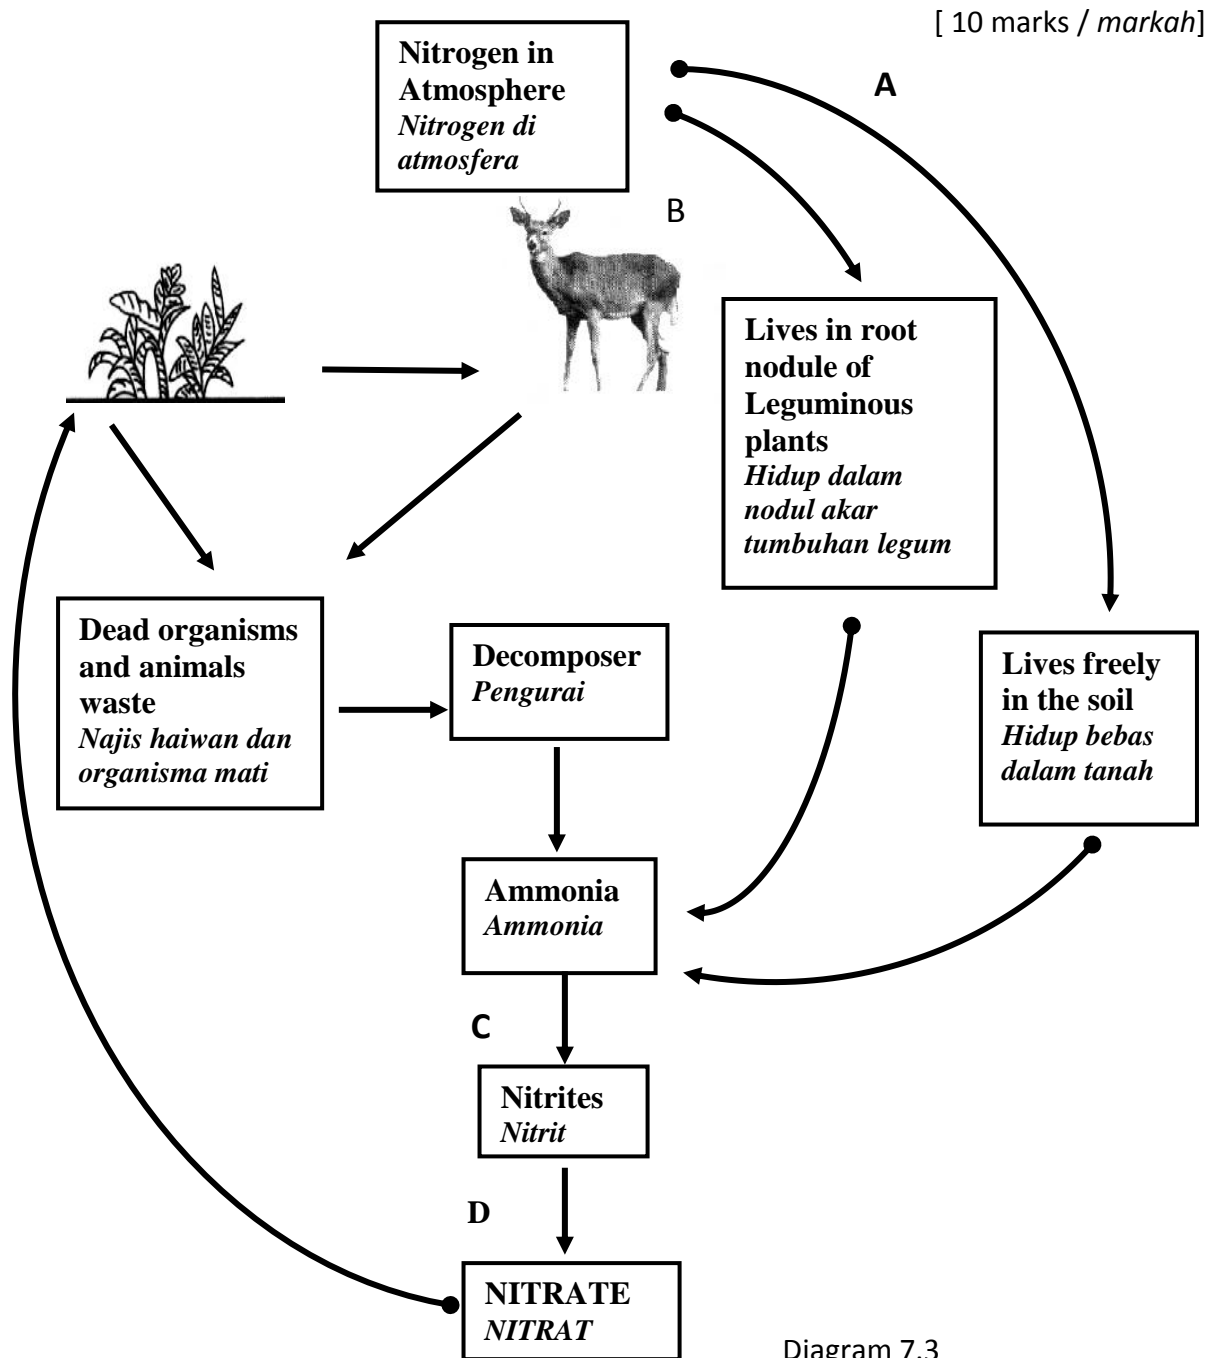 [ 10 marks / markah]
Nitrogen in
Atmosphere
Nitrogen di
atmosfera
A
B
Lives in root
nodule of
Leguminous
plants
Hidup dalam
nodul akar
tumbuhan legum
Dead organisms
and animals
waste
Najis haiwan dan
organisma mati
Decomposer
Pengurai
Lives freely
in the soil
Hidup bebas
dalam tanah
Ammonia
Ammonia
C
Nitrites
Nitrit
D
NITRATE
NITRAT
Diagram 7.3